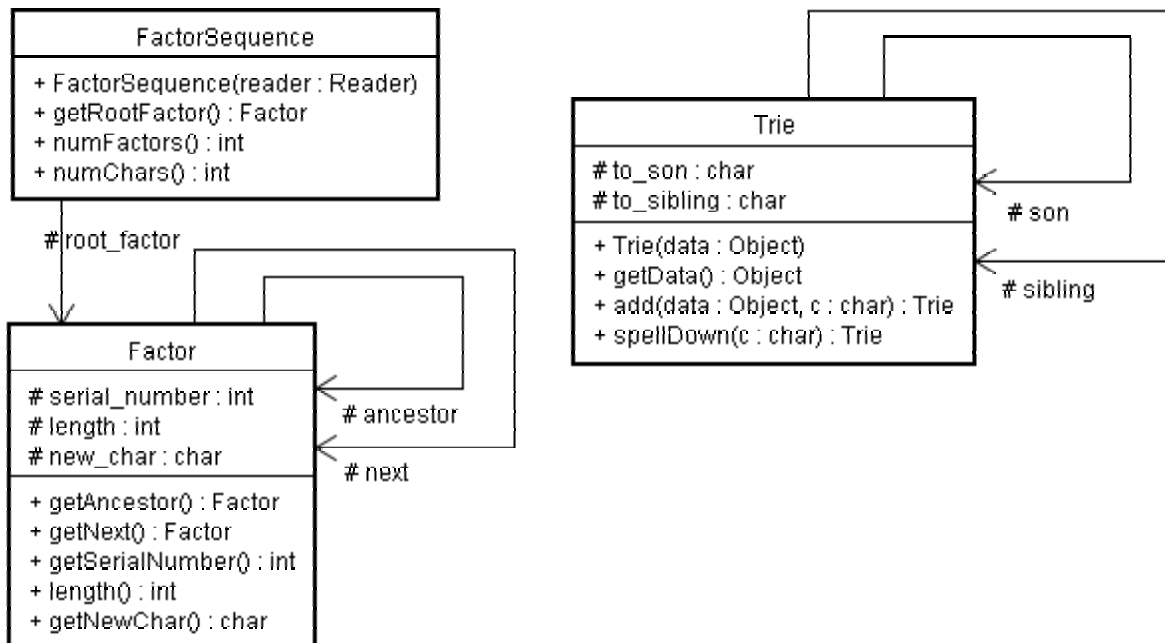 FactorSequence
+ FactorSequence(reader : Reader)
+ getRootFactor() : Factor
+ numFactors() : int
+ numChars() : int
# root_factor
Factor
# serial_number : int
# length : int
# new_char : char
+ getAncestor() : Factor
+ getNext() : Factor
+ getSerialNumber() : int
+ length() : int
+ getNewChar() : char
# ancestor
# next
Trie
# to_son : char
# to_sibling : char
+ Trie(data : Object)
+ getData() : Object
+ add(data : Object, c : char) : Trie
+ spellDown(c : char) : Trie
# son
# sibling